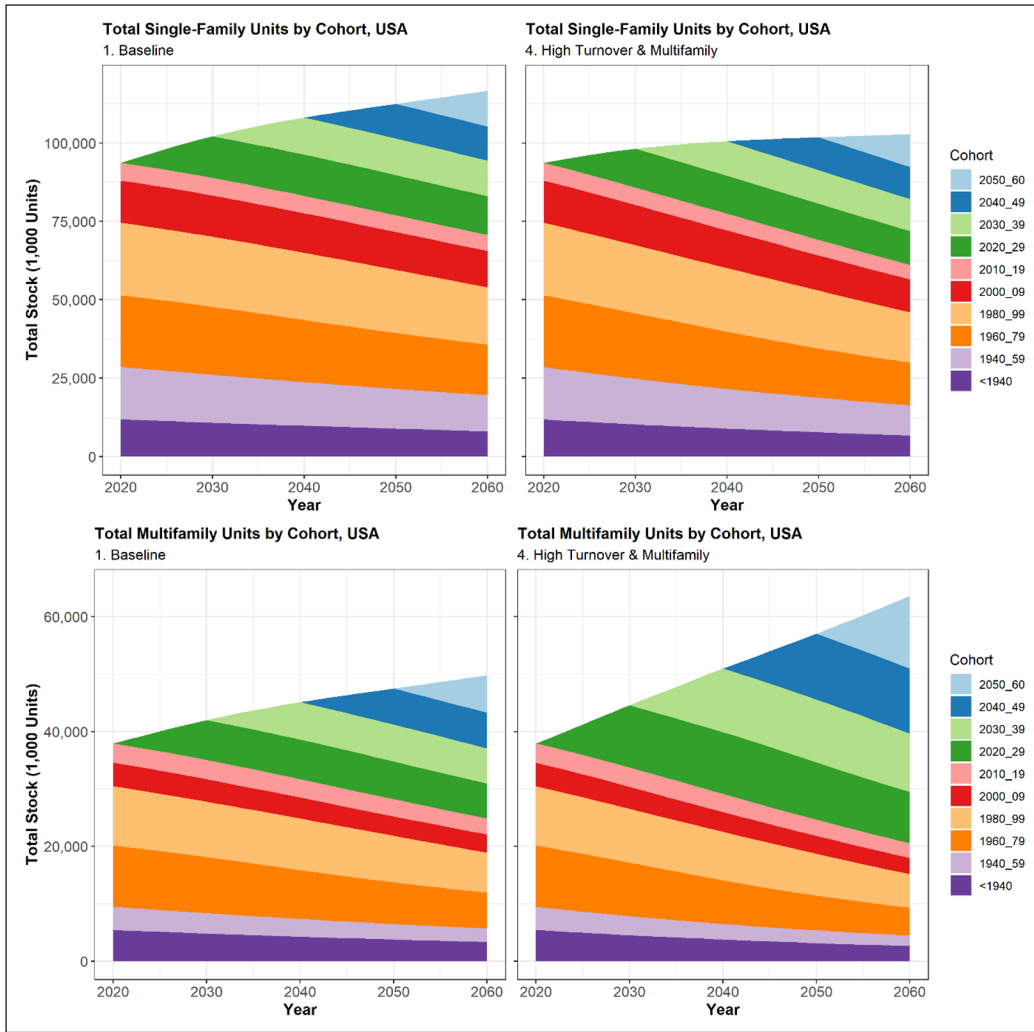 Total Single-Family Units by Cohort, USA
1. Baseline
Total Single-Family Units by Cohort, USA
4. High Turnover & Multifamily
Total Stock (1,000 Units)
100,000
75,000
50,000
25,000
0
2020 2030 2040 2050 2060
Year
2020 2030 2040 2050 2060
Year
Cohort
2050_60
2040_49
2030_39
2020_29
2010_19
2000_09
1980_99
1960_79
1940_59
<1940
Total Multifamily Units by Cohort, USA
1. Baseline
Total Multifamily Units by Cohort, USA
4. High Turnover & Multifamily
Total Stock (1,000 Units)
60,000
40,000
20,000
0
2020 2030 2040 2050 2060
Year
2020 2030 2040 2050 2060
Year
Cohort
2050_60
2040_49
2030_39
2020_29
2010_19
2000_09
1980_99
1960_79
1940_59
<1940